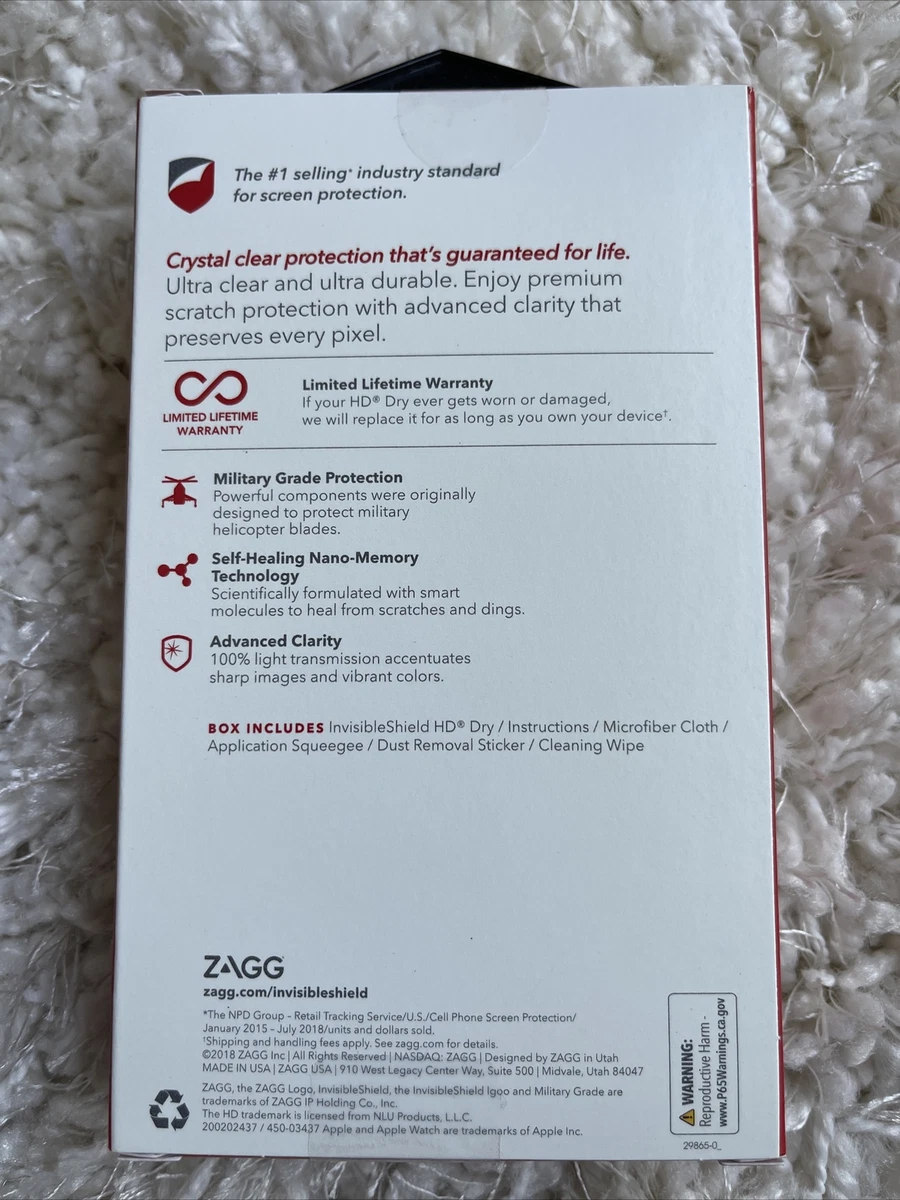 The #1 selling* industry standard
for screen protection.
Crystal clear protection that's guaranteed for life.
Ultra clear and ultra durable. Enjoy premium
scratch protection with advanced clarity that
preserves every pixel.
LIMITED LIFETIME
WARRANTY
Limited Lifetime Warranty
If your HD® Dry ever gets worn or damaged,
we will replace it for as long as you own your device†.
Military Grade Protection
Powerful components were originally
designed to protect military
helicopter blades.
Self-Healing Nano-Memory
Technology
Scientifically formulated with smart
molecules to heal from scratches and dings.
Advanced Clarity
100% light transmission accentuates
sharp images and vibrant colors.
BOX INCLUDES InvisibleShield HD® Dry / Instructions / Microfiber Cloth /
Application Squeegee / Dust Removal Sticker / Cleaning Wipe
ZAGG
zagg.com/invisibleshield
*The NPD Group – Retail Tracking Service/U.S./Cell Phone Screen Protection/
January 2015 – July 2018/units and dollars sold.
†Shipping and handling fees apply. See zagg.com for details.
©2018 ZAGG Inc | All Rights Reserved | NASDAQ: ZAGG | Designed by ZAGG in Utah
MADE IN USA | ZAGG USA | 910 West Legacy Center Way, Suite 500 | Midvale, Utah 84047
ZAGG, the ZAGG Logo, InvisibleShield, the InvisibleShield lgoo and Military Grade are
trademarks of ZAGG IP Holding Co., Inc.
The HD trademark is licensed from NLU Products, L.L.C.
200202437 / 450-03437 Apple and Apple Watch are trademarks of Apple Inc.
WARNING:
Reproductive Harm -
www.P65Warnings.ca.gov
29865-0_